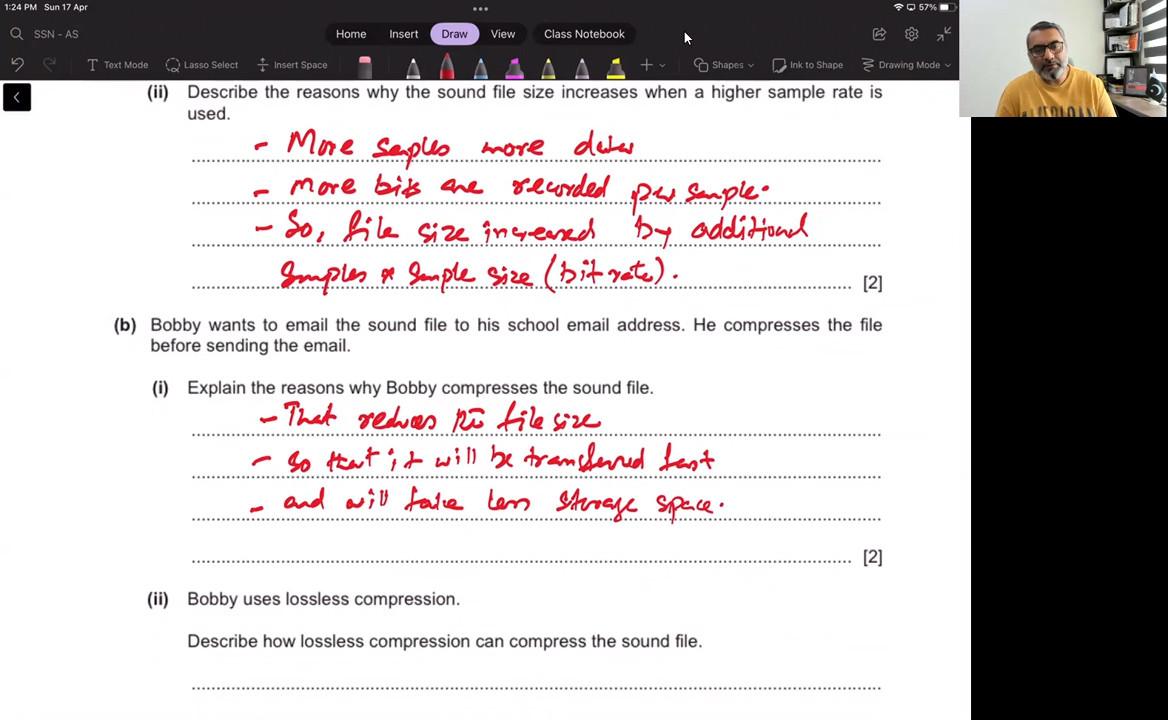 1:24 PM Sun 17 Apr
57%
SSN - AS
Home Insert Draw View Class Notebook
Text Mode Lasso Select Insert Space Shapes Ink to Shape Drawing Mode
(ii) Describe the reasons why the sound file size increases when a higher sample rate is
used.
- More samples more data
- More bits are recorded per sample.
- So, file size increased by additional
samples * sample size (bit rate).
[2]
(b) Bobby wants to email the sound file to his school email address. He compresses the file
before sending the email.
(i) Explain the reasons why Bobby compresses the sound file.
- That reduces the file size
- So that it will be transferred fast
- and will take less storage space.
[2]
(ii) Bobby uses lossless compression.
Describe how lossless compression can compress the sound file.